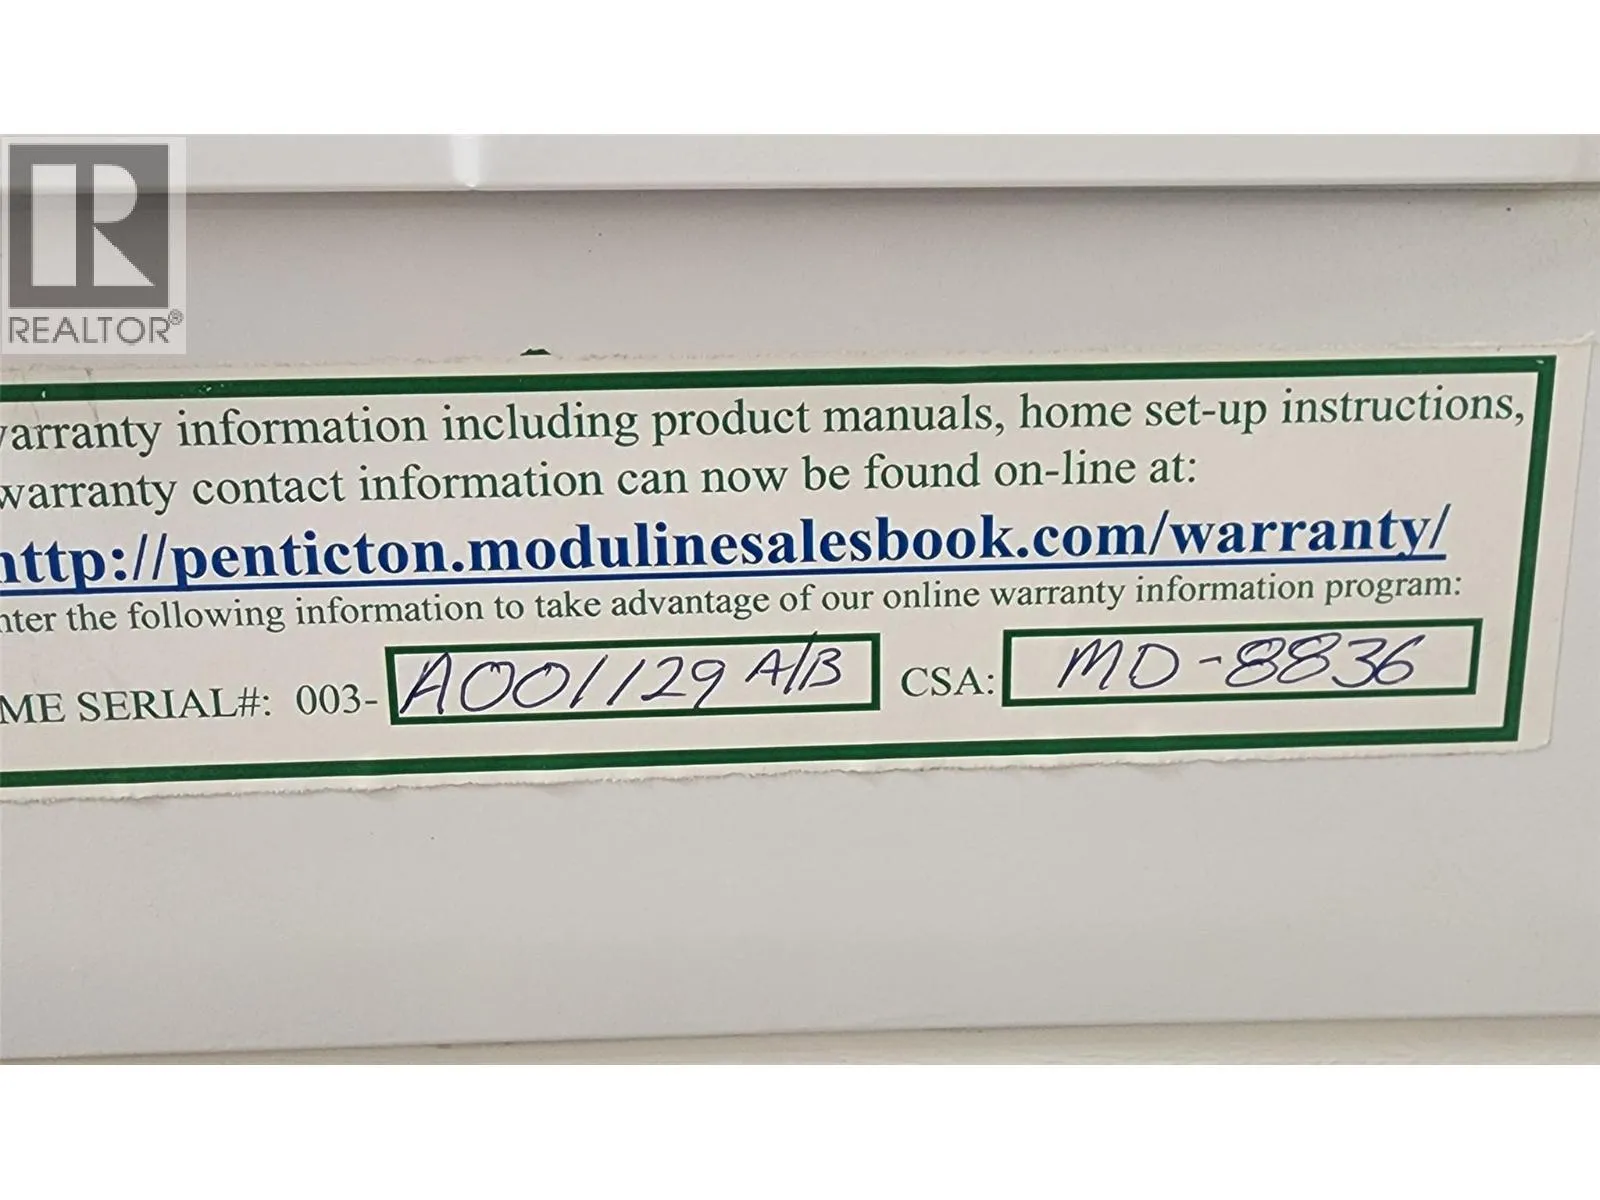 REALTOR®
warranty information including product manuals, home set-up instructions,
warranty contact information can now be found on-line at:
http://penticton.modulinesalesbook.com/warranty/
nter the following information to take advantage of our online warranty information program:
ME SERIAL#: 003- A001129 A/B CSA: MD-8836